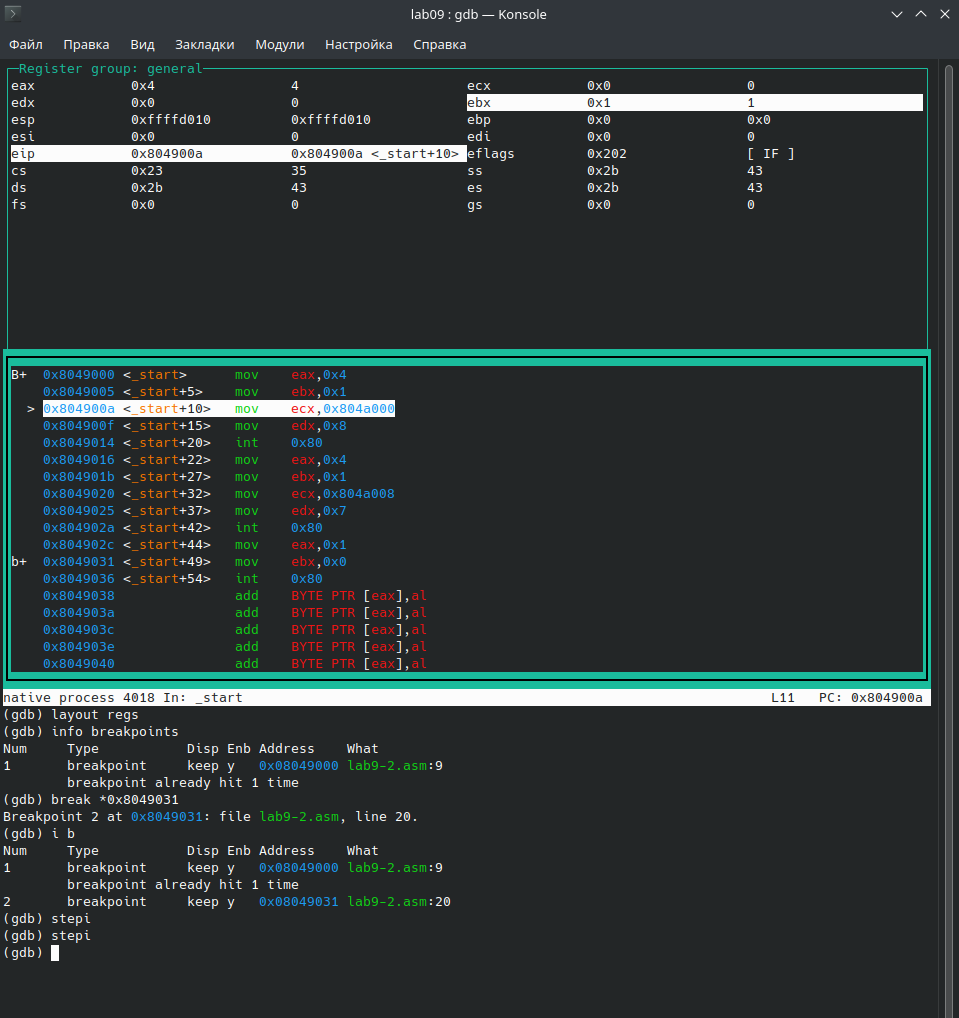 lab09 : gdb — Konsole
Файл Правка Вид Закладки Модули Настройка Справка
Register group: general
eax 0x4 4 ecx 0x0 0
edx 0x0 0 ebx 0x1 1
esp 0xffffd010 0xffffd010 ebp 0x0 0x0
esi 0x0 0 edi 0x0 0
eip 0x804900a 0x804900a <_start+10> eflags 0x202 [ IF ]
cs 0x23 35 ss 0x2b 43
ds 0x2b 43 es 0x2b 43
fs 0x0 0 gs 0x0 0
B+ 0x8049000 <_start> mov eax,0x4
0x8049005 <_start+5> mov ebx,0x1
> 0x804900a <_start+10> mov ecx,0x804a000
0x804900f <_start+15> mov edx,0x8
0x8049014 <_start+20> int 0x80
0x8049016 <_start+22> mov eax,0x4
0x804901b <_start+27> mov ebx,0x1
0x8049020 <_start+32> mov ecx,0x804a008
0x8049025 <_start+37> mov edx,0x7
0x804902a <_start+42> int 0x80
0x804902c <_start+44> mov eax,0x1
b+ 0x8049031 <_start+49> mov ebx,0x0
0x8049036 <_start+54> int 0x80
0x8049038 add BYTE PTR [eax],al
0x804903a add BYTE PTR [eax],al
0x804903c add BYTE PTR [eax],al
0x804903e add BYTE PTR [eax],al
0x8049040 add BYTE PTR [eax],al
native process 4018 In: _start L11 PC: 0x804900a
(gdb) layout regs
(gdb) info breakpoints
Num Type Disp Enb Address What
1 breakpoint keep y 0x08049000 lab9-2.asm:9
breakpoint already hit 1 time
(gdb) break *0x8049031
Breakpoint 2 at 0x8049031: file lab9-2.asm, line 20.
(gdb) i b
Num Type Disp Enb Address What
1 breakpoint keep y 0x08049000 lab9-2.asm:9
breakpoint already hit 1 time
2 breakpoint keep y 0x08049031 lab9-2.asm:20
(gdb) stepi
(gdb) stepi
(gdb)